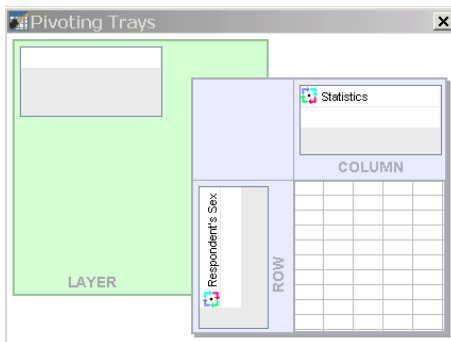 Pivoting Trays
Statistics
COLUMN
Respondent's Sex
ROW
LAYER